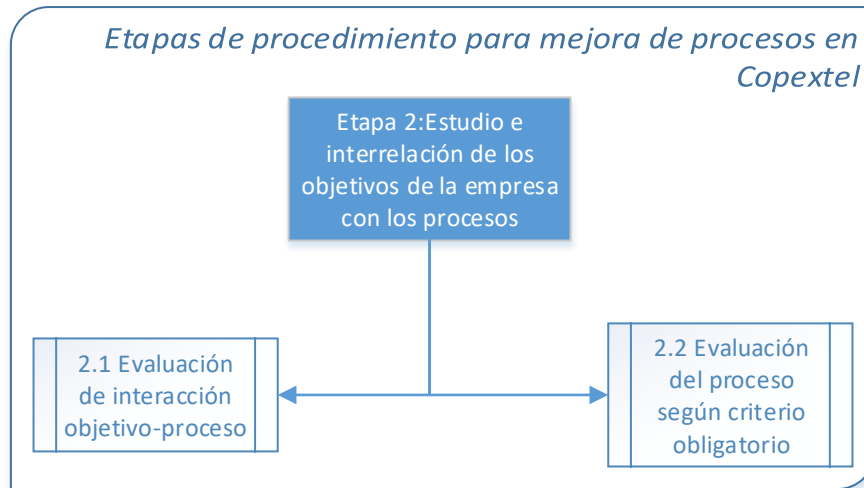 Etapas de procedimiento para mejora de procesos en
Copextel
Etapa 2:Estudio e
interrelación de los
objetivos de la empresa
con los procesos
2.1 Evaluación
de interacción
objetivo-proceso
2.2 Evaluación
del proceso
según criterio
obligatorio